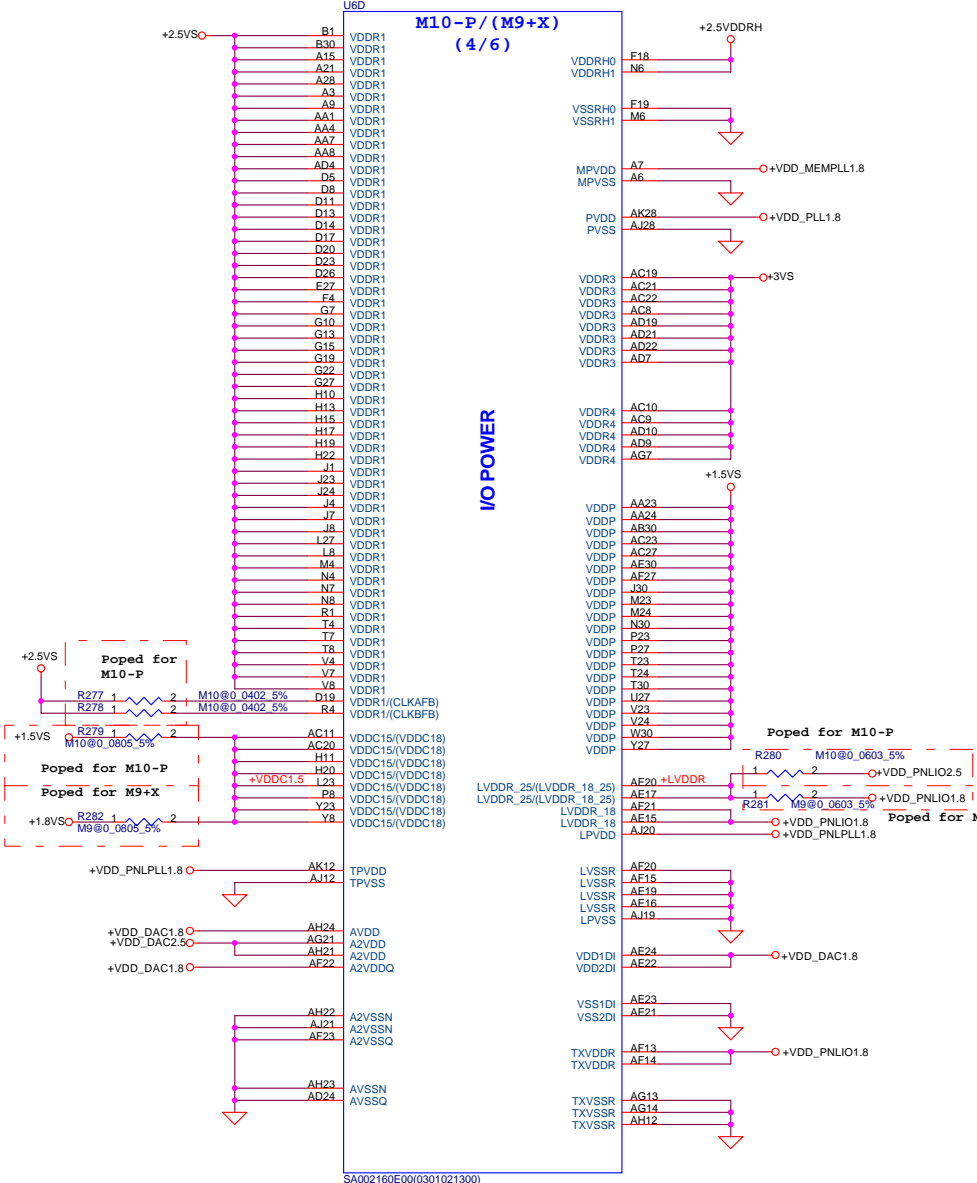 U6D
M10-P/(M9+X)
(4/6)
I/O POWER
+2.5VS
B1 VDDR1
B30 VDDR1
A15 VDDR1
A21 VDDR1
A28 VDDR1
A3 VDDR1
A9 VDDR1
AA1 VDDR1
AA4 VDDR1
AA7 VDDR1
AA8 VDDR1
AD4 VDDR1
D5 VDDR1
D8 VDDR1
D11 VDDR1
D13 VDDR1
D14 VDDR1
D17 VDDR1
D20 VDDR1
D23 VDDR1
D26 VDDR1
E27 VDDR1
F4 VDDR1
G7 VDDR1
G10 VDDR1
G13 VDDR1
G15 VDDR1
G19 VDDR1
G22 VDDR1
G27 VDDR1
H10 VDDR1
H13 VDDR1
H15 VDDR1
H17 VDDR1
H19 VDDR1
H22 VDDR1
J1 VDDR1
J23 VDDR1
J24 VDDR1
J4 VDDR1
J7 VDDR1
J8 VDDR1
L27 VDDR1
L8 VDDR1
M4 VDDR1
N4 VDDR1
N7 VDDR1
N8 VDDR1
R1 VDDR1
T4 VDDR1
T7 VDDR1
T8 VDDR1
V4 VDDR1
V7 VDDR1
V8 VDDR1
+2.5VS
Poped for
M10-P
R277 1 2 M10@0_0402_5% D19 VDDR1/(CLKAFB)
R278 1 2 M10@0_0402_5% R4 VDDR1/(CLKBFB)
+1.5VS R279 1 2
M10@0_0805_5%
Poped for M10-P
Poped for M9+X
+1.8VS R282 1 2
M9@0_0805_5%
+VDDC1.5
AC11 VDDC15/(VDDC18)
AC20 VDDC15/(VDDC18)
H11 VDDC15/(VDDC18)
H20 VDDC15/(VDDC18)
L23 VDDC15/(VDDC18)
P8 VDDC15/(VDDC18)
Y23 VDDC15/(VDDC18)
Y8 VDDC15/(VDDC18)
+VDD_PNLPLL1.8 AK12 TPVDD
AJ12 TPVSS
+VDD_DAC1.8 AH24 AVDD
+VDD_DAC2.5 AG21 A2VDD
AH21 A2VDD
+VDD_DAC1.8 AF22 A2VDDQ
AH22 A2VSSN
AJ21 A2VSSN
AF23 A2VSSQ
AH23 AVSSN
AD24 AVSSQ
+2.5VDDRH
VDDRH0 F18
VDDRH1 N6
VSSRH0 F19
VSSRH1 M6
MPVDD A7 +VDD_MEMPLL1.8
MPVSS A6
PVDD AK28 +VDD_PLL1.8
PVSS AJ28
VDDR3 AC19 +3VS
VDDR3 AC21
VDDR3 AC22
VDDR3 AC8
VDDR3 AD19
VDDR3 AD21
VDDR3 AD22
VDDR3 AD7
VDDR4 AC10
VDDR4 AC9
VDDR4 AD10
VDDR4 AD9
VDDR4 AG7
+1.5VS
VDDP AA23
VDDP AA24
VDDP AB30
VDDP AC23
VDDP AC27
VDDP AE30
VDDP AF27
VDDP J30
VDDP M23
VDDP M24
VDDP N30
VDDP P23
VDDP P27
VDDP T23
VDDP T24
VDDP T30
VDDP U27
VDDP V23
VDDP V24
VDDP W30
VDDP Y27
Poped for M10-P
R280 M10@0_0603_5%
1 2 +VDD_PNLIO2.5
LVDDR_25/(LVDDR_18_25) AE20 +LVDDR
LVDDR_25/(LVDDR_18_25) AE17
1 2 +VDD_PNLIO1.8
R281 M9@0_0603_5%
Poped for M
LVDDR_18 AF21
LVDDR_18 AE15 +VDD_PNLIO1.8
LPVDD AJ20 +VDD_PNLPLL1.8
LVSSR AF20
LVSSR AF15
LVSSR AE19
LVSSR AE16
LPVSS AJ19
VDD1DI AE24 +VDD_DAC1.8
VDD2DI AE22
VSS1DI AE23
VSS2DI AE21
TXVDDR AF13 +VDD_PNLIO1.8
TXVDDR AF14
TXVSSR AG13
TXVSSR AG14
TXVSSR AH12
SA002160E00(0301021300)